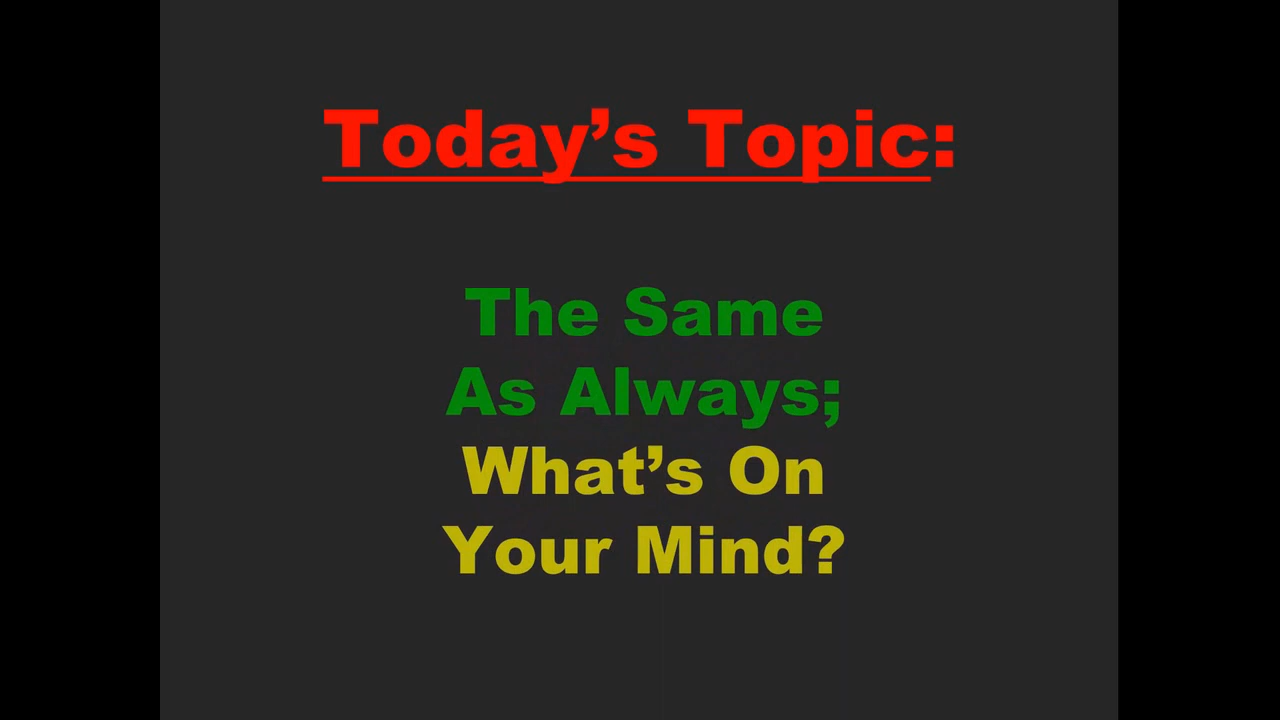 Today’s Topic:
The Same
As Always;
What’s On
Your Mind?